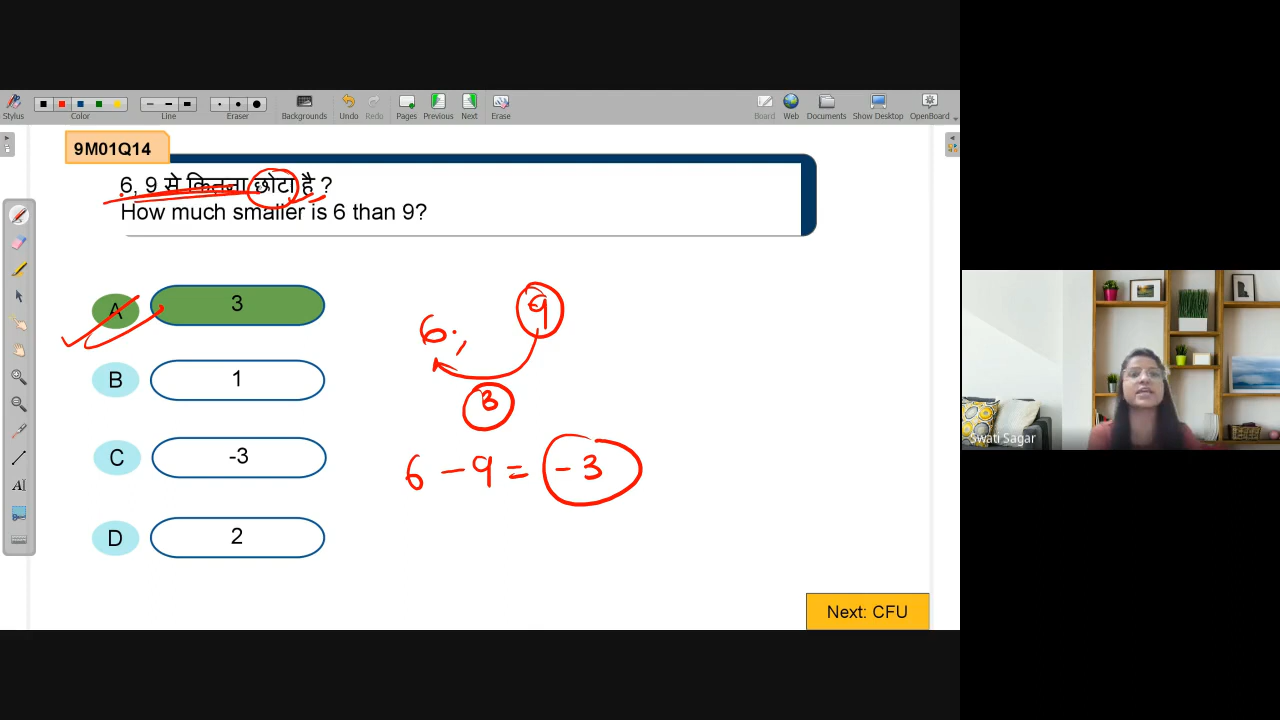 Stylus Color Line Eraser Backgrounds Undo Redo Pages Previous Next Erase Board Web Documents Show Desktop OpenBoard
9M01Q14
6, 9 से कितना छोटा है ?
How much smaller is 6 than 9?
A 3
B 1
C -3
D 2
6, 9
3
6 - 9 = -3
Next: CFU
Swati Sagar